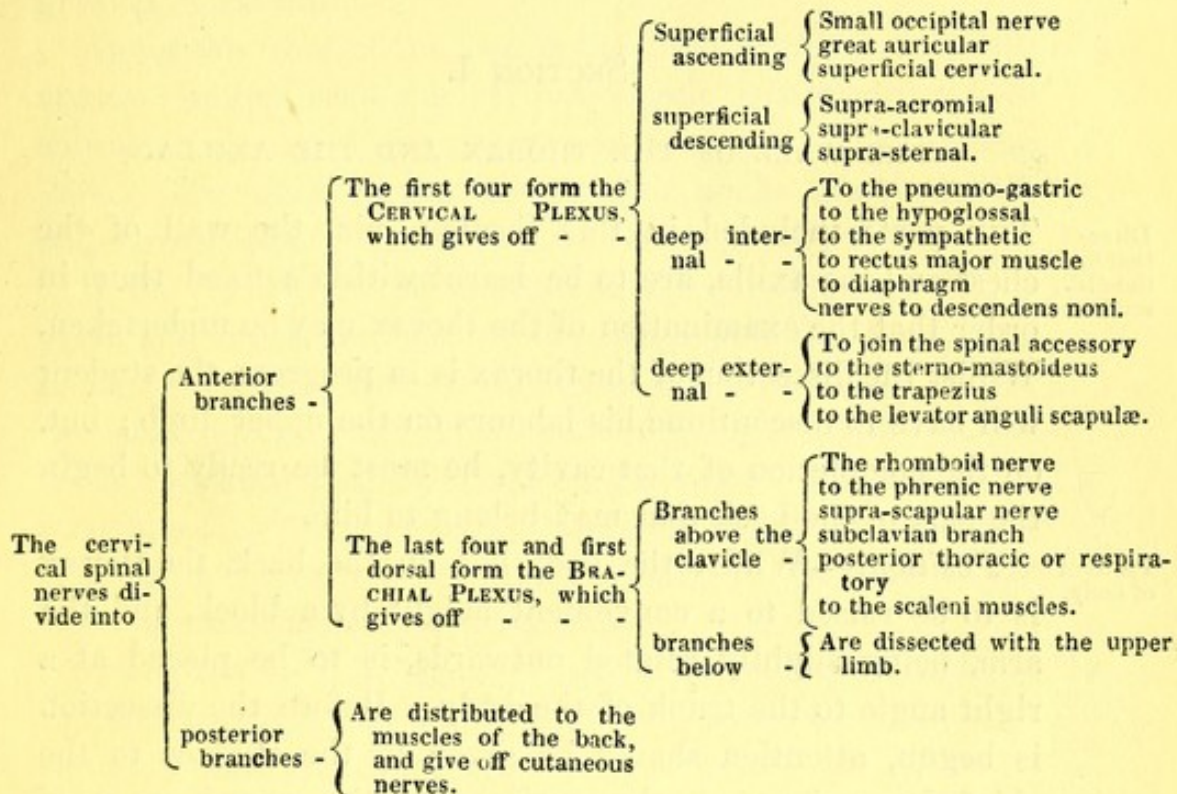 Superficial ascending
Small occipital nerve
great auricular
superficial cervical.
superficial descending
Supra-acromial
supra-clavicular
supra-sternal.
The first four form the
CERVICAL PLEXUS,
which gives off - -
deep inter-
nal - -
To the pneumo-gastric
to the hypoglossal
to the sympathetic
to rectus major muscle
to diaphragm
nerves to descendens noni.
deep exter-
nal - -
To join the spinal accessory
to the sterno-mastoideus
to the trapezius
to the levator anguli scapulæ.
Anterior
branches -
The last four and first
dorsal form the BRA-
CHIAL PLEXUS, which
gives off - - -
Branches
above the
clavicle -
The rhomboid nerve
to the phrenic nerve
supra-scapular nerve
subclavian branch
posterior thoracic or respira-
tory
to the scaleni muscles.
branches
below -
Are dissected with the upper
limb.
The cervi-
cal spinal
nerves di-
vide into
posterior
branches -
Are distributed to the
muscles of the back,
and give off cutaneous
nerves.